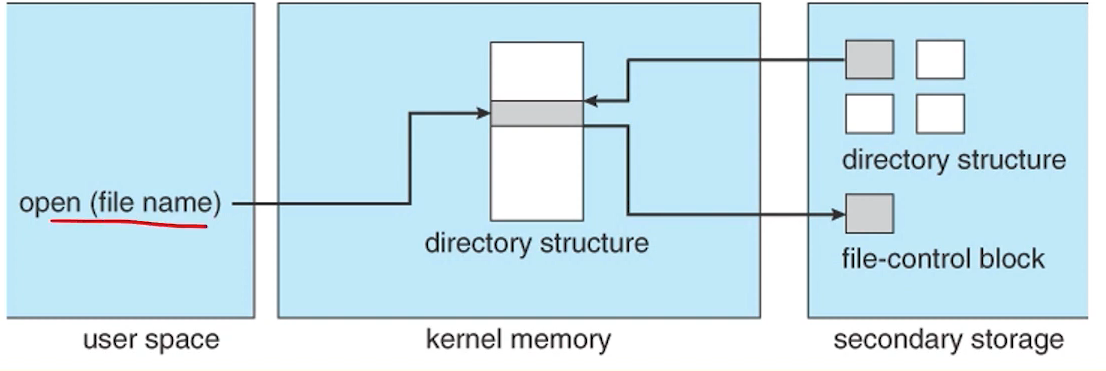 open (file name)
directory structure
directory structure
file-control block
user space
kernel memory
secondary storage